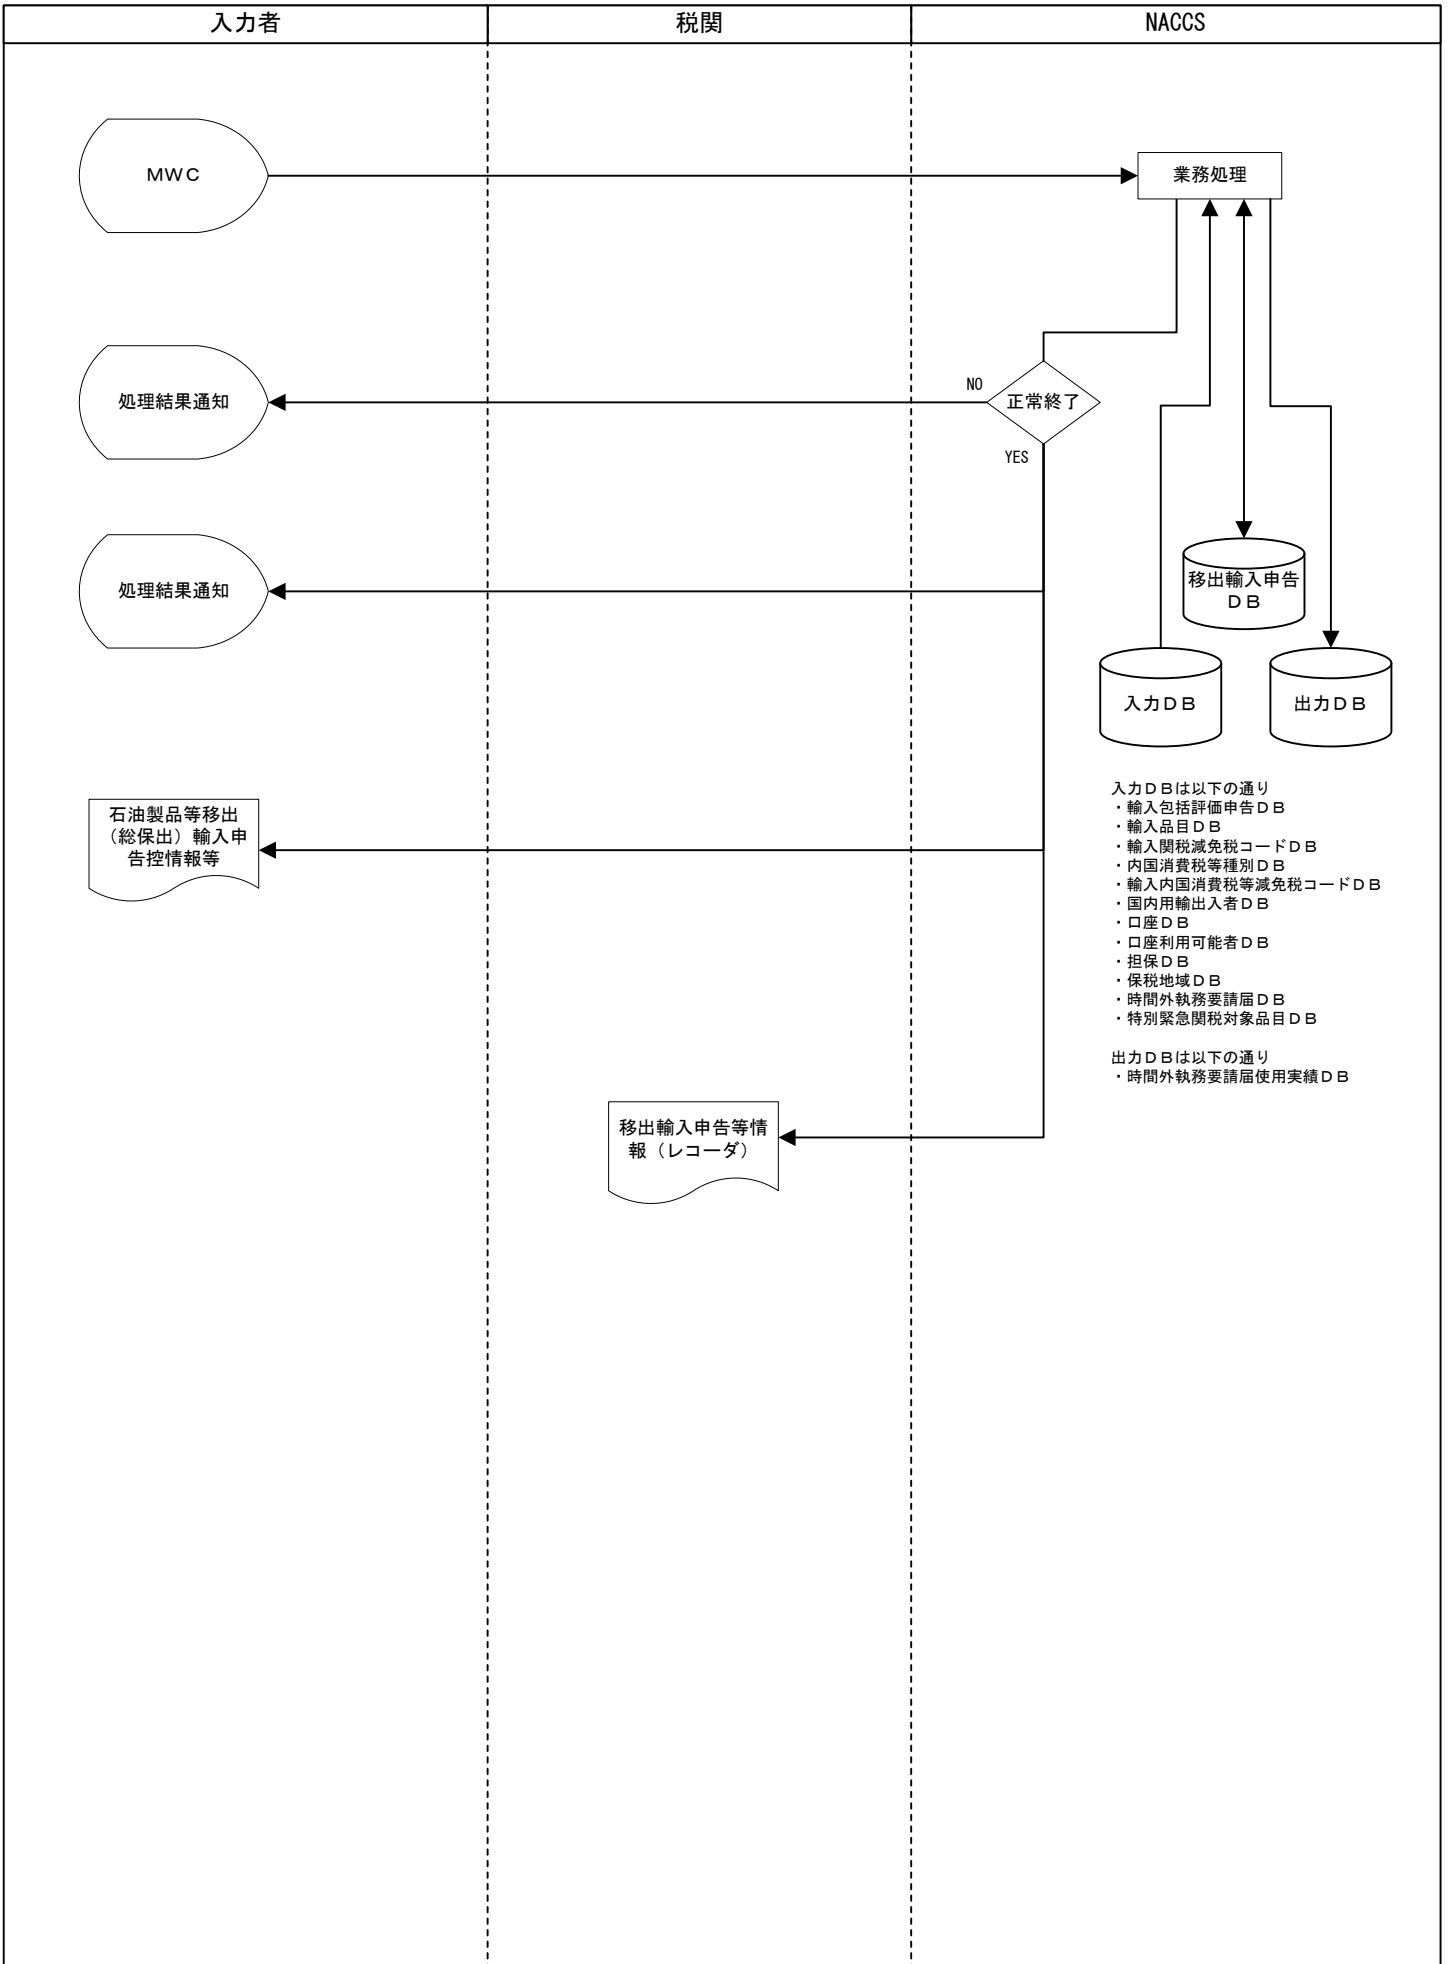 入力者
税関
NACCS
ＭＷＣ
業務処理
処理結果通知
NO
正常終了
YES
処理結果通知
移出輸入申告
ＤＢ
入力ＤＢ
出力ＤＢ
石油製品等移出
（総保出）輸入申
告控情報等
入力ＤＢは以下の通り
・輸入包括評価申告ＤＢ
・輸入品目ＤＢ
・輸入関税減免税コードＤＢ
・内国消費税等種別ＤＢ
・輸入内国消費税等減免税コードＤＢ
・国内用輸出入者ＤＢ
・口座ＤＢ
・口座利用可能者ＤＢ
・担保ＤＢ
・保税地域ＤＢ
・時間外執務要請届ＤＢ
・特別緊急関税対象品目ＤＢ
出力ＤＢは以下の通り
・時間外執務要請届使用実績ＤＢ
移出輸入申告等情
報（レコーダ）